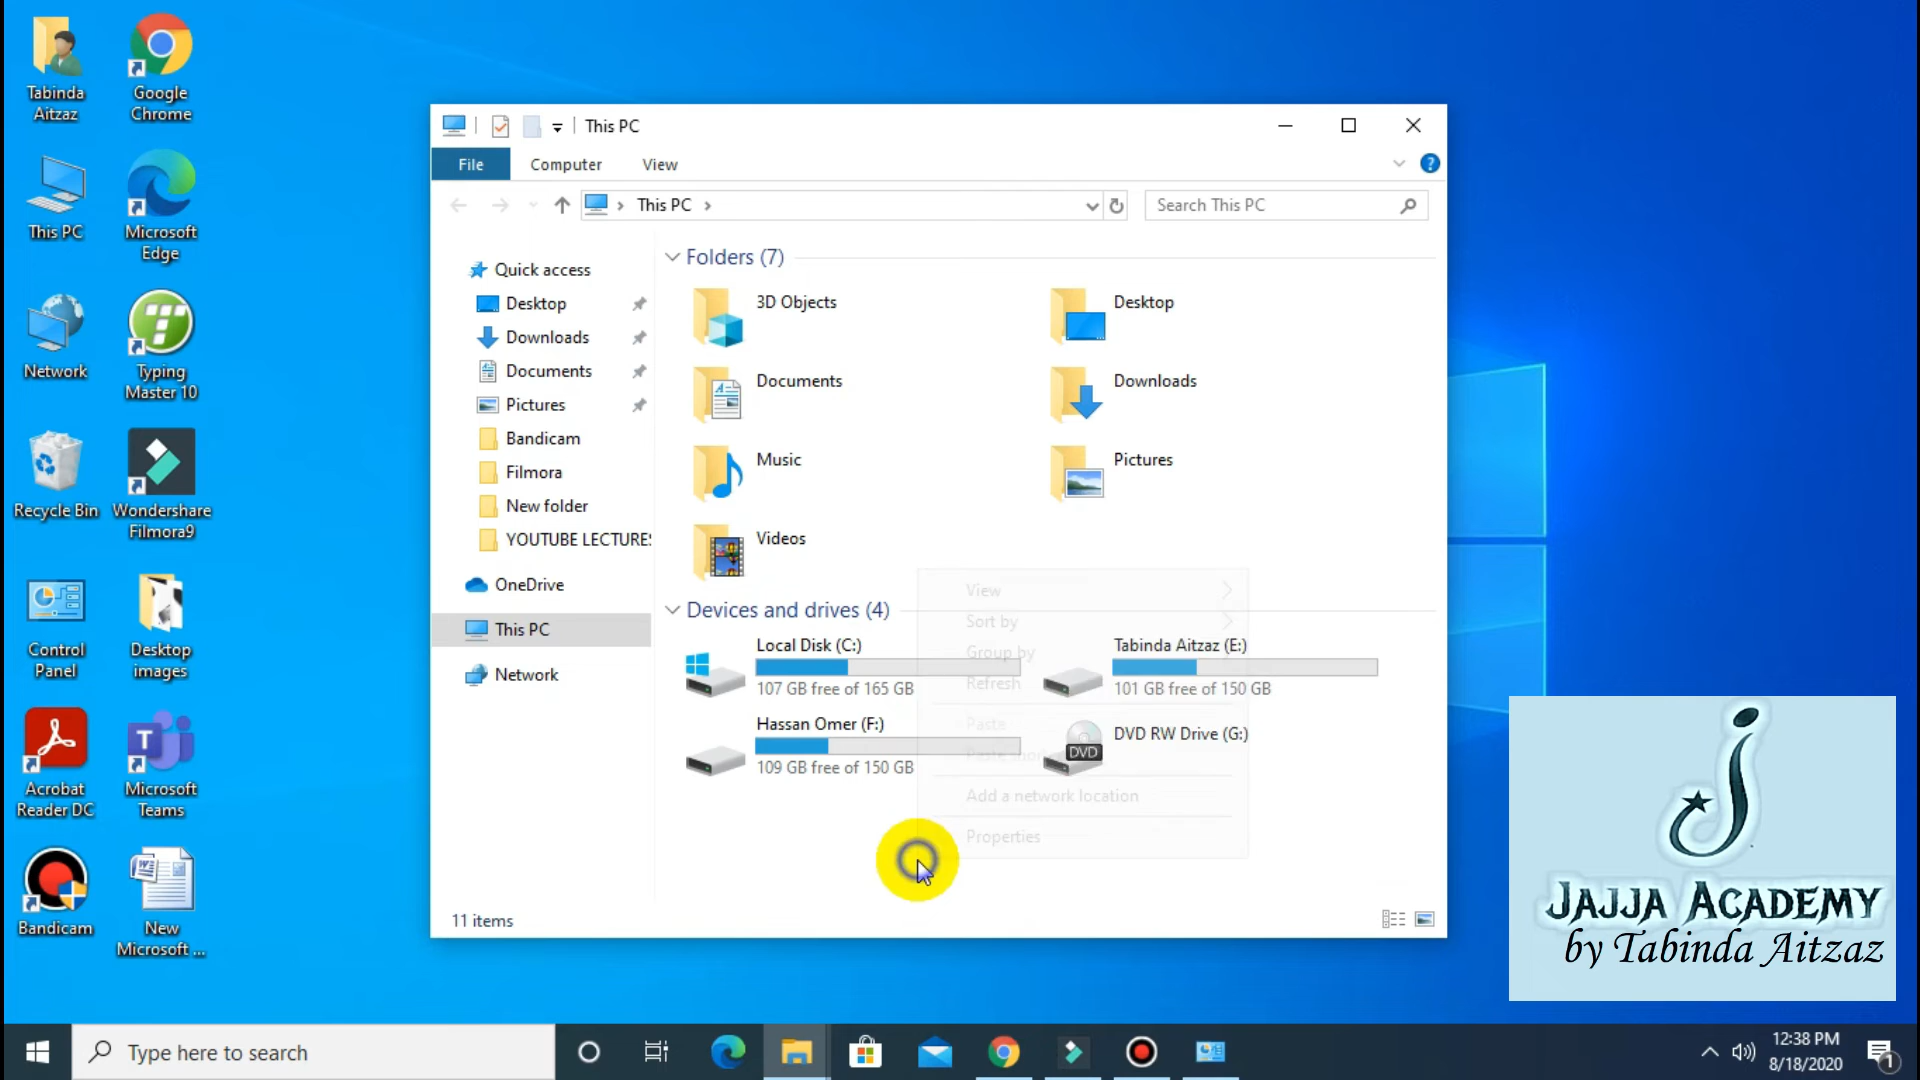 Tabinda
Aitzaz
Google
Chrome
This PC
Microsoft
Edge
Network
Typing
Master 10
Recycle Bin
Wondershare
Filmora9
Control
Panel
Desktop
images
Acrobat
Reader DC
Microsoft
Teams
Bandicam
New
Microsoft ...
This PC
File
Computer
View
This PC
Search This PC
Quick access
Desktop
Downloads
Documents
Pictures
Bandicam
Filmora
New folder
YOUTUBE LECTURES
OneDrive
This PC
Network
Folders (7)
3D Objects
Desktop
Documents
Downloads
Music
Pictures
Videos
Devices and drives (4)
Local Disk (C:)
107 GB free of 165 GB
Tabinda Aitzaz (E:)
101 GB free of 150 GB
Hassan Omer (F:)
109 GB free of 150 GB
DVD RW Drive (G:)
DVD
View
Sort by
Group by
Refresh
Paste
Paste
Add a network location
Properties
11 items
JAJJA ACADEMY
by Tabinda Aitzaz
Type here to search
12:38 PM
8/18/2020
1